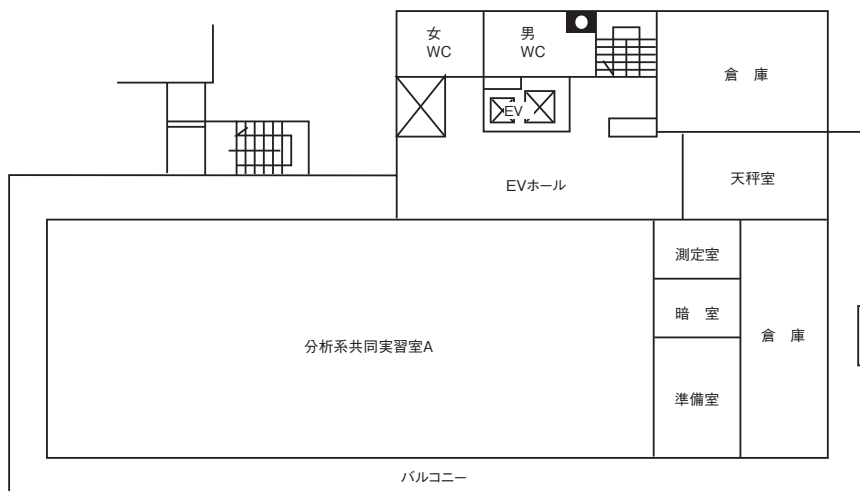 女
WC
男
WC
倉　庫
EV
EVホール
天秤室
測定室
暗　室
倉　庫
分析系共同実習室A
準備室
バルコニー